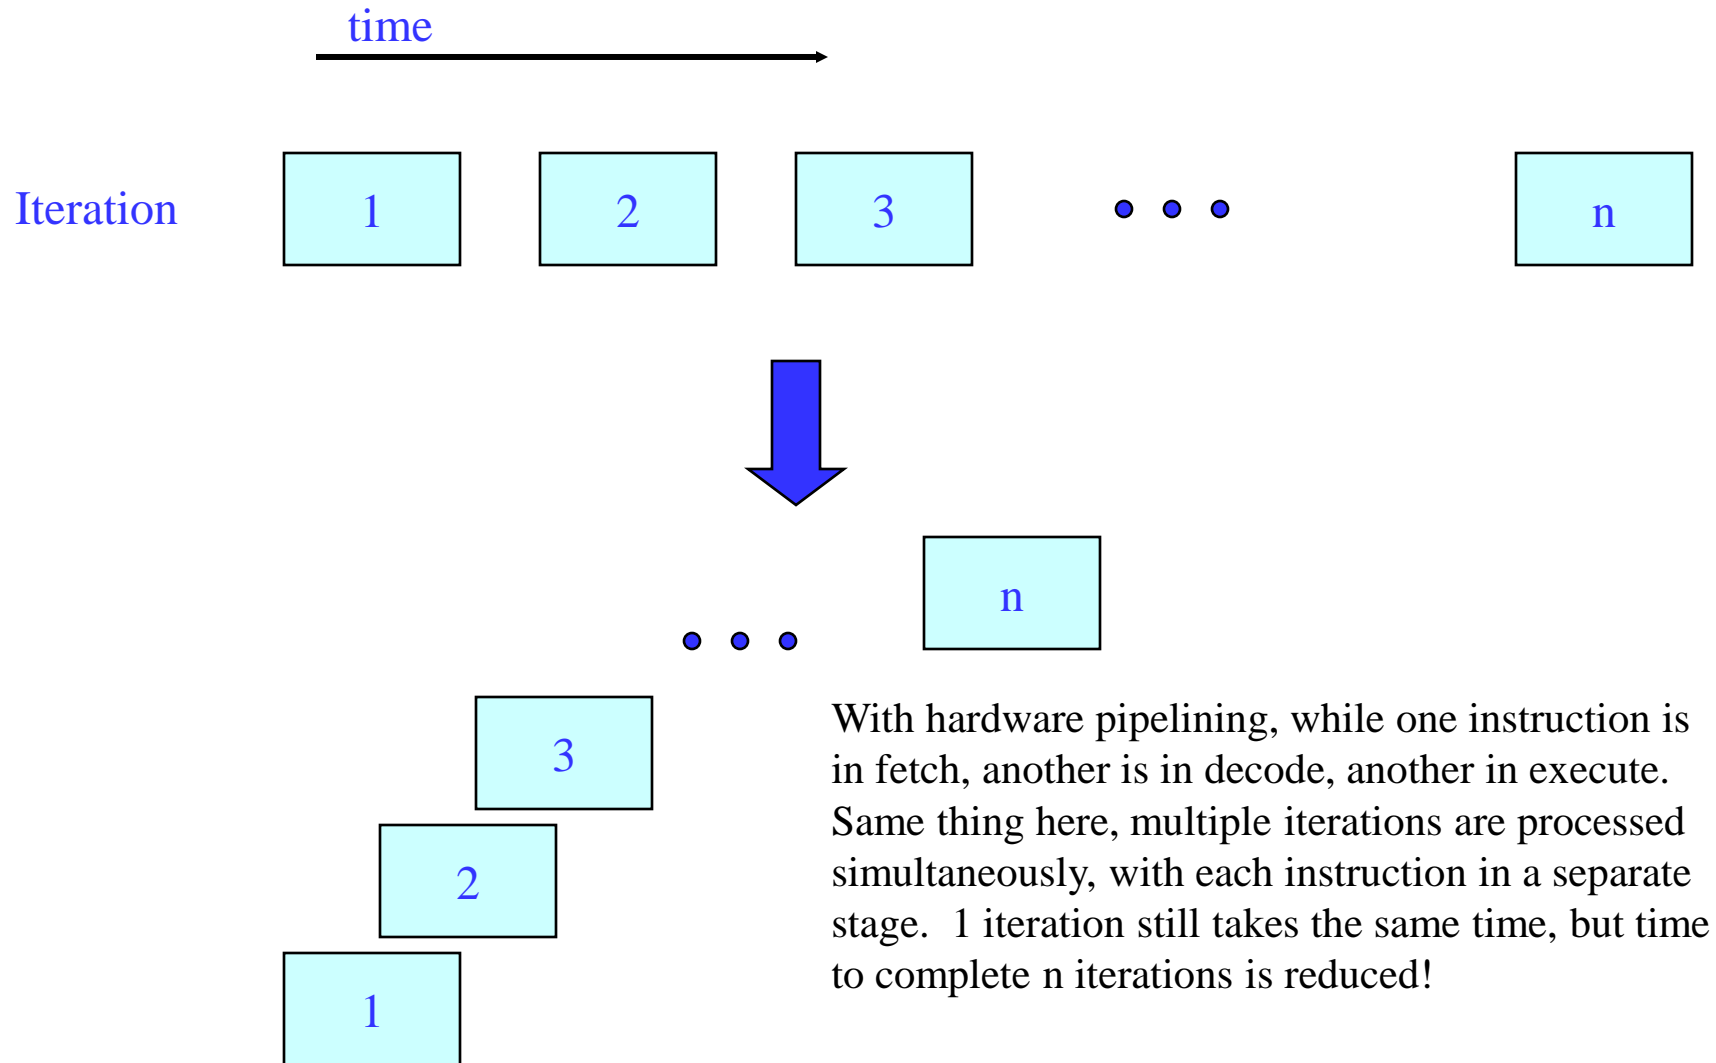 time
Iteration 1 2 3 n
n
3
With hardware pipelining, while one instruction is
in fetch, another is in decode, another in execute.
Same thing here, multiple iterations are processed
2
simultaneously, with each instruction in a separate
stage.  1 iteration still takes the same time, but time
to complete n iterations is reduced!
1